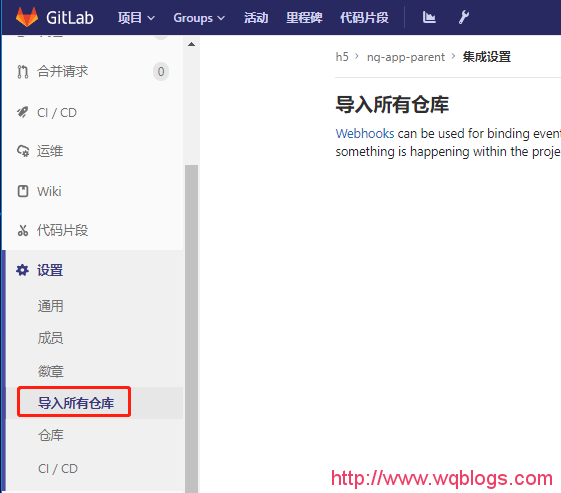 GitLab 项目 Groups 活动 里程碑 代码片段
合并请求 0
CI / CD
运维
Wiki
代码片段
设置
通用
成员
徽章
导入所有仓库
仓库
CI / CD
h5 > ng-app-parent > 集成设置
导入所有仓库
Webhooks can be used for binding even
something is happening within the proje
http://www.wqblogs.com